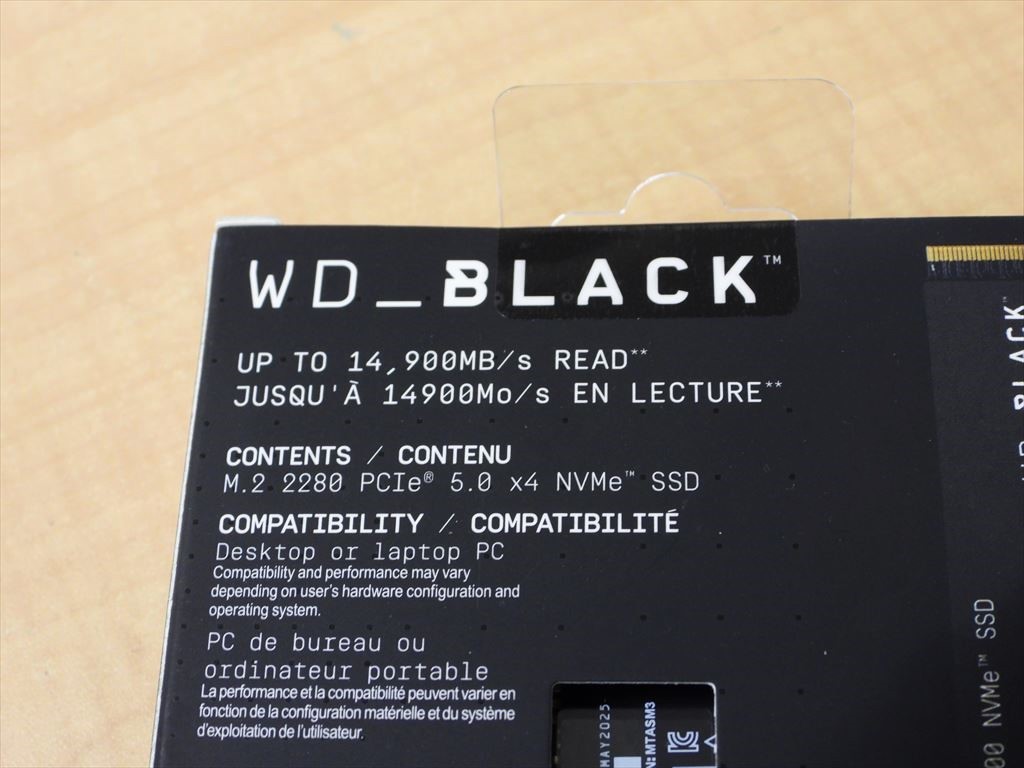 WD_BLACK™
UP TO 14,900MB/s READ**
JUSQU'À 14900Mo/s EN LECTURE**
CONTENTS / CONTENU
M.2 2280 PCIe® 5.0 x4 NVMe™ SSD
COMPATIBILITY / COMPATIBILITÉ
Desktop or laptop PC
Compatibility and performance may vary
depending on user's hardware configuration and
operating system.
PC de bureau ou
ordinateur portable
La performance et la compatibilité peuvent varier en
fonction de la configuration matérielle et du système
d'exploitation de l'utilisateur.
MAY2025
N:MTASM3
BLACK™
00 NVMe™ SSD